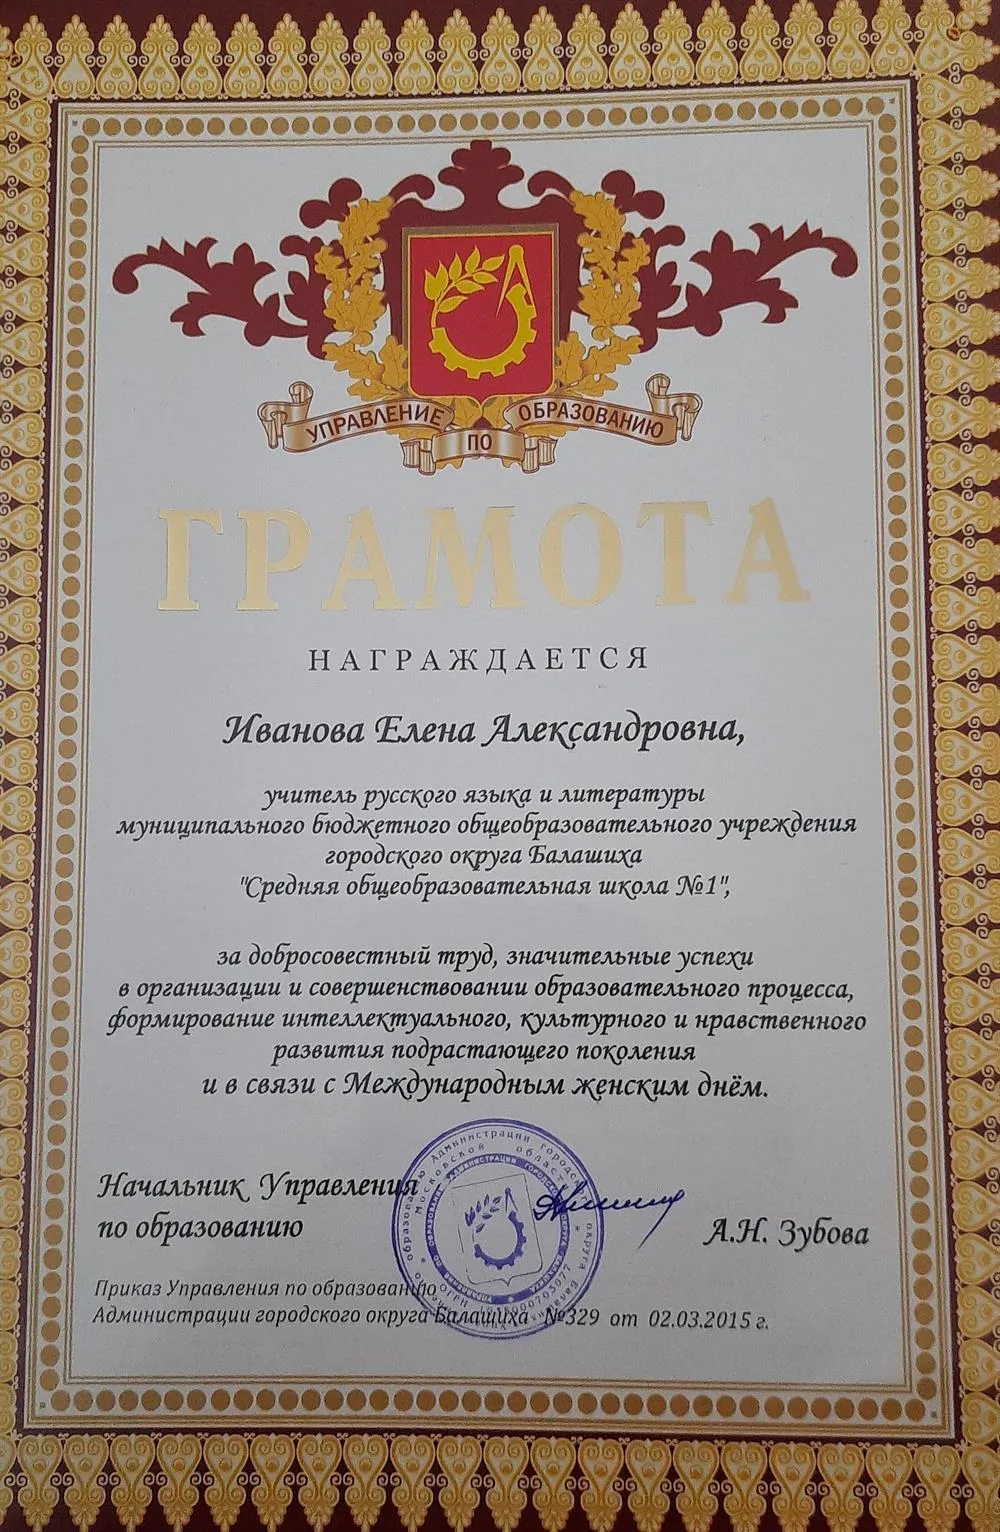 УПРАВЛЕНИЕ ПО ОБРАЗОВАНИЮ
ГРАМОТА
НАГРАЖДАЕТСЯ
Иванова Елена Александровна,
учитель русского языка и литературы
муниципального бюджетного общеобразовательного учреждения
городского округа Балашиха
"Средняя общеобразовательная школа №1",
за добросовестный труд, значительные успехи
в организации и совершенствовании образовательного процесса,
формирование интеллектуального, культурного и нравственного
развития подрастающего поколения
и в связи с Международным женским днём.
Начальник Управления
по образованию
А.Н. Зубова
Приказ Управления по образованию
Администрации городского округа Балашиха №329 от 02.03.2015 г.